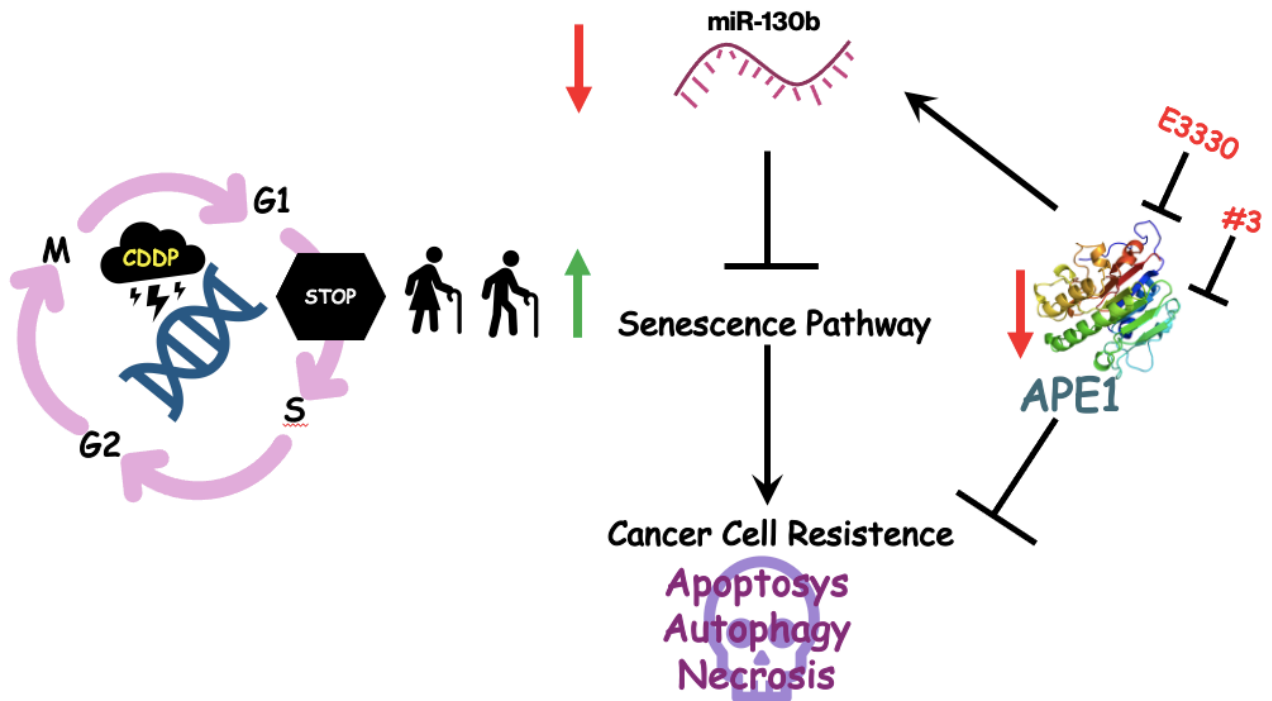 miR-130b
E3330
#3
G1
M
CDDP
STOP
S
G2
Senescence Pathway
APE1
Cancer Cell Resistence
Apoptosys
Autophagy
Necrosis